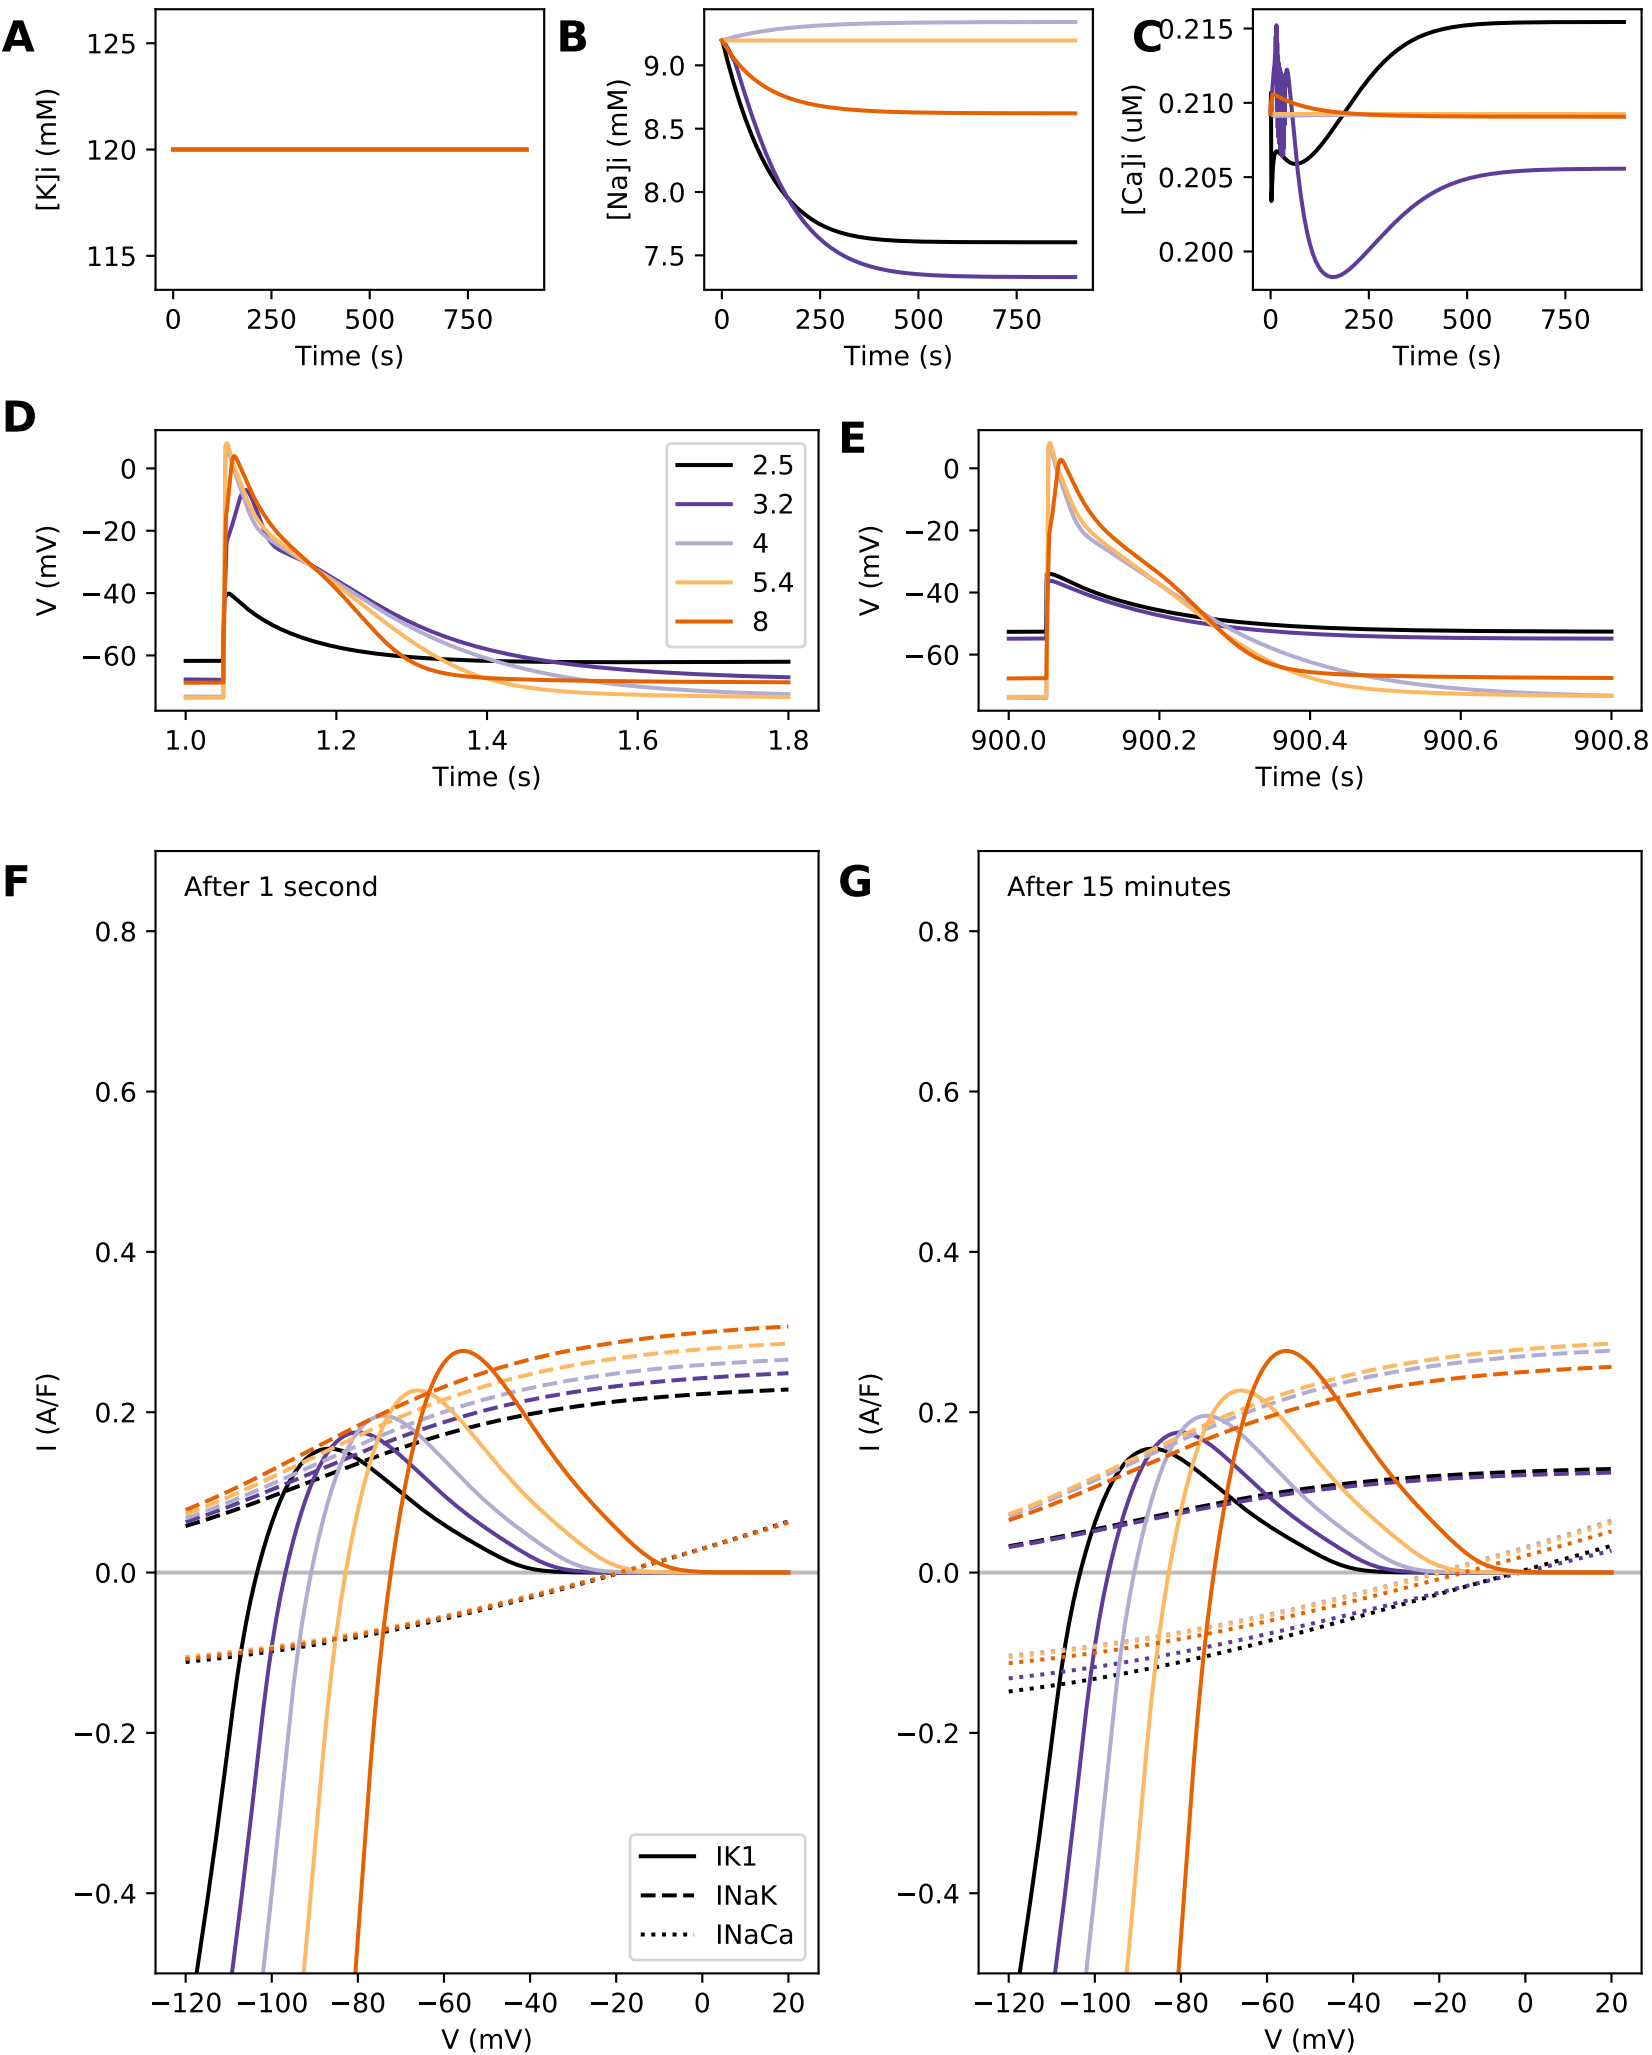 A
125
120
115
[K]i (mM)
0 250 500 750
Time (s)
B
9.0
8.5
8.0
7.5
[Na]i (mM)
0 250 500 750
Time (s)
C
0.215
0.210
0.205
0.200
[Ca]i (uM)
0 250 500 750
Time (s)
D
0
−20
−40
−60
V (mV)
2.5
3.2
4
5.4
8
1.0 1.2 1.4 1.6 1.8
Time (s)
E
0
−20
−40
−60
V (mV)
900.0 900.2 900.4 900.6 900.8
Time (s)
F
After 1 second
0.8
0.6
0.4
0.2
0.0
−0.2
−0.4
I (A/F)
IK1
INaK
INaCa
−120 −100 −80 −60 −40 −20 0 20
V (mV)
G
After 15 minutes
0.8
0.6
0.4
0.2
0.0
−0.2
−0.4
I (A/F)
−120 −100 −80 −60 −40 −20 0 20
V (mV)